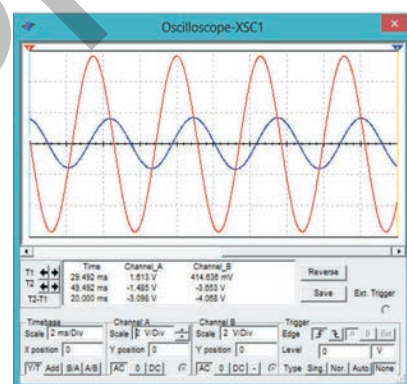 Oscilloscope-XSC1
Time Channel_A Channel_B
T1 29.492 ms 1.613 V 414.636 mV
T2 49.492 ms -1.485 V -3.653 V
T2-T1 20.000 ms -3.098 V -4.068 V
Reverse
Save
Ext. Trigger
Timebase
Scale 2 ms/Div
X position 0
Y/T Add B/A A/B
Channel A
Scale V/Div
Y position 0
AC 0 DC
Channel B
Scale 2 V/Div
Y position 0
AC 0 DC -
Trigger
Edge A B Ext
Level 0 V
Type Sing. Nor. Auto None